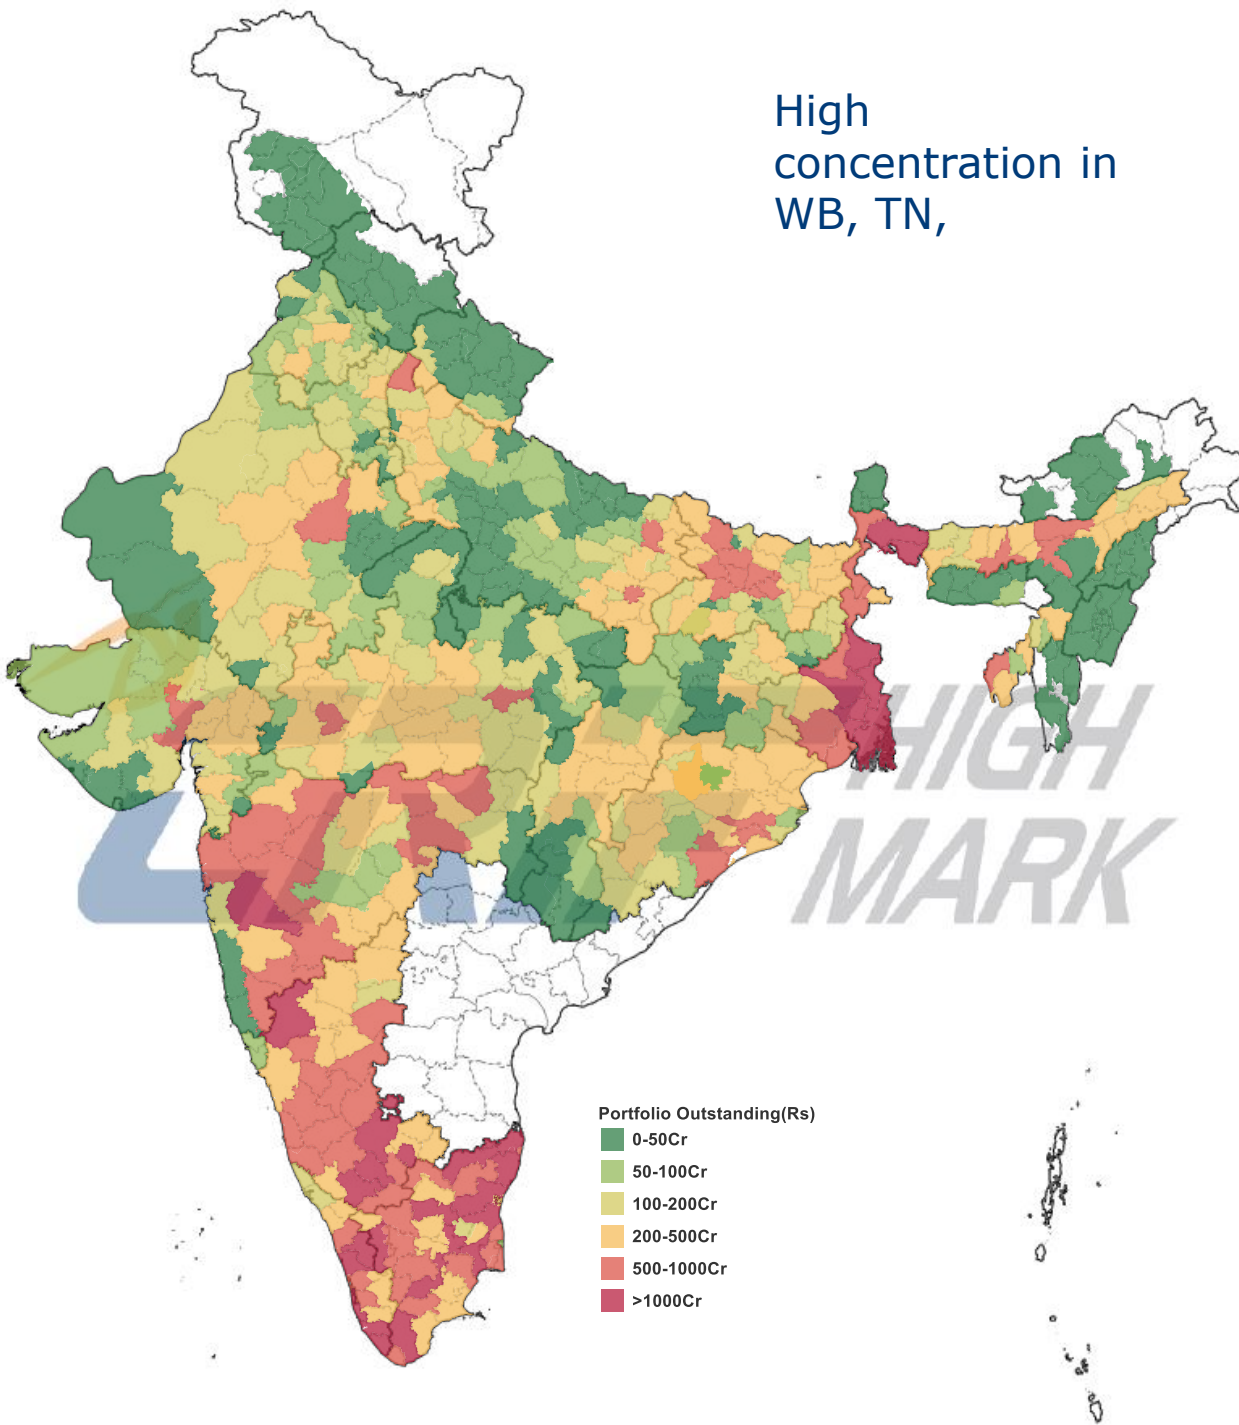 High
concentration in
WB, TN,
HIGH
MARK
Portfolio Outstanding(Rs)
0-50Cr
50-100Cr
100-200Cr
200-500Cr
500-1000Cr
>1000Cr